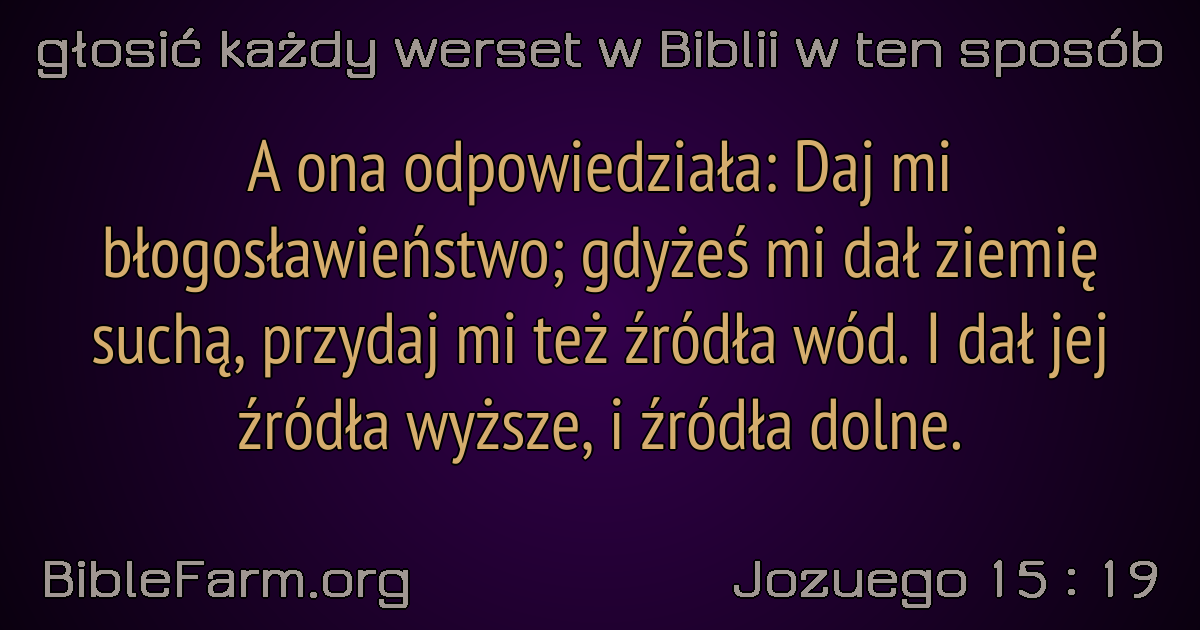 głosić każdy werset w Biblii w ten sposób
A ona odpowiedziała: Daj mi
błogosławieństwo; gdyżeś mi dał ziemię
suchą, przydaj mi też źródła wód. I dał jej
źródła wyższe, i źródła dolne.
BibleFarm.org
Jozuego 15 : 19